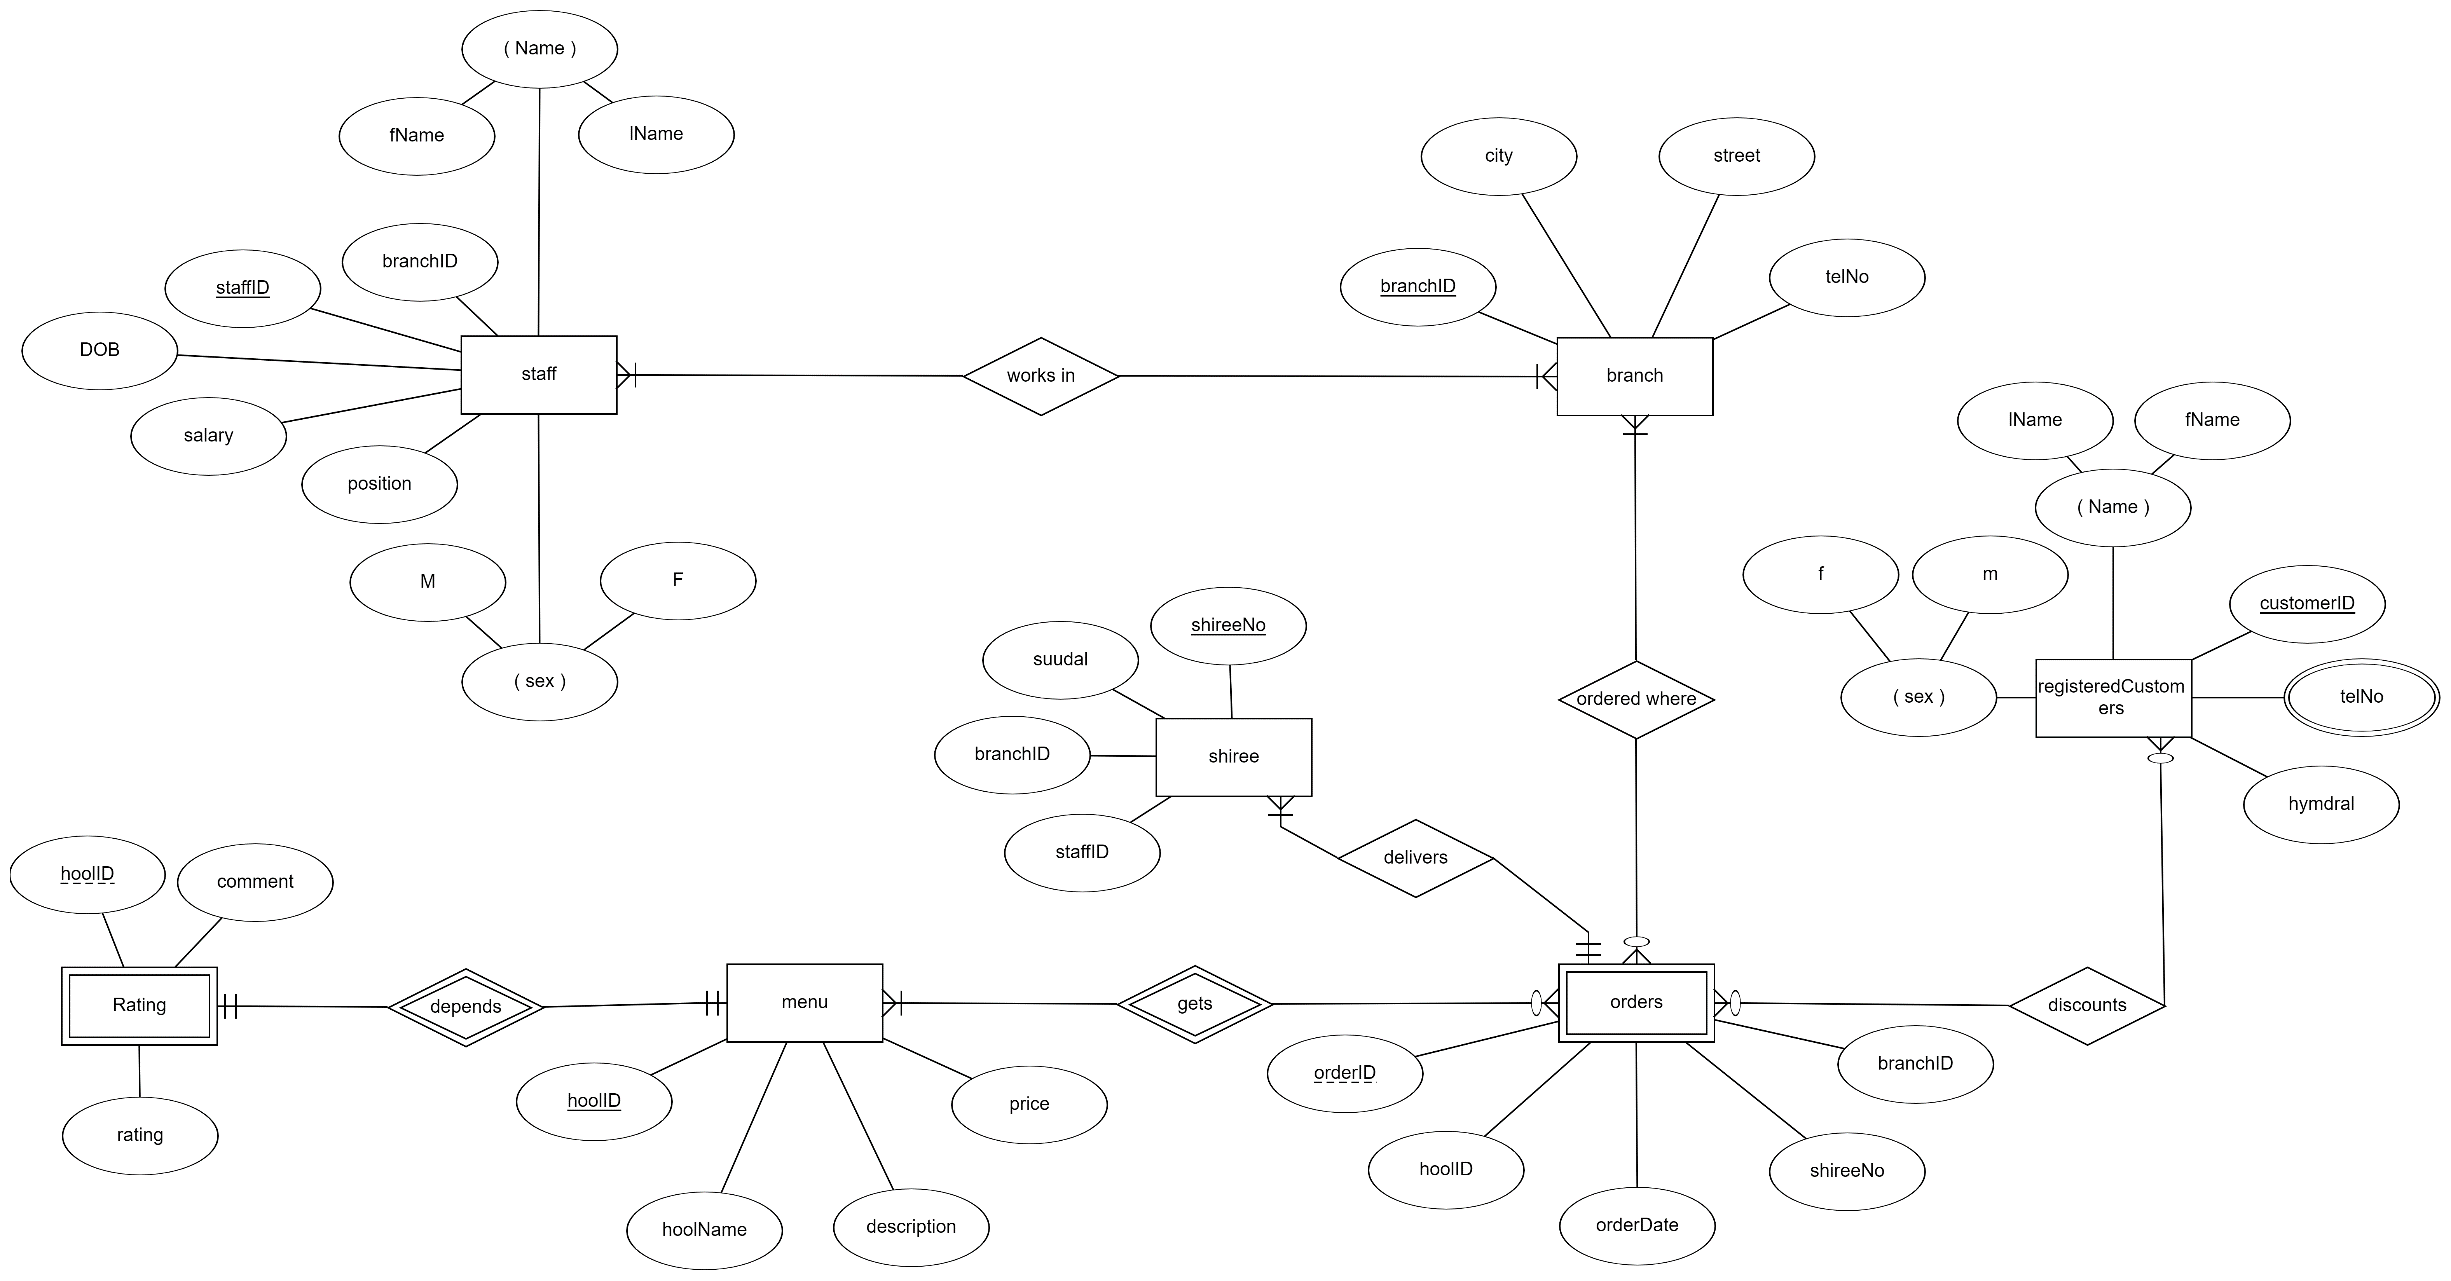 ( Name )
fName
lName
city
street
branchID
staffID
branchID
telNo
DOB
staff
works in
branch
salary
position
lName
fName
( Name )
M
F
f
m
customerID
shireeNo
suudal
( sex )
ordered where
( sex )
registeredCustom
ers
telNo
branchID
shiree
hymdral
staffID
delivers
hoolID
comment
Rating
depends
menu
gets
orders
discounts
hoolID
price
orderID
branchID
rating
hoolID
shireeNo
hoolName
description
orderDate